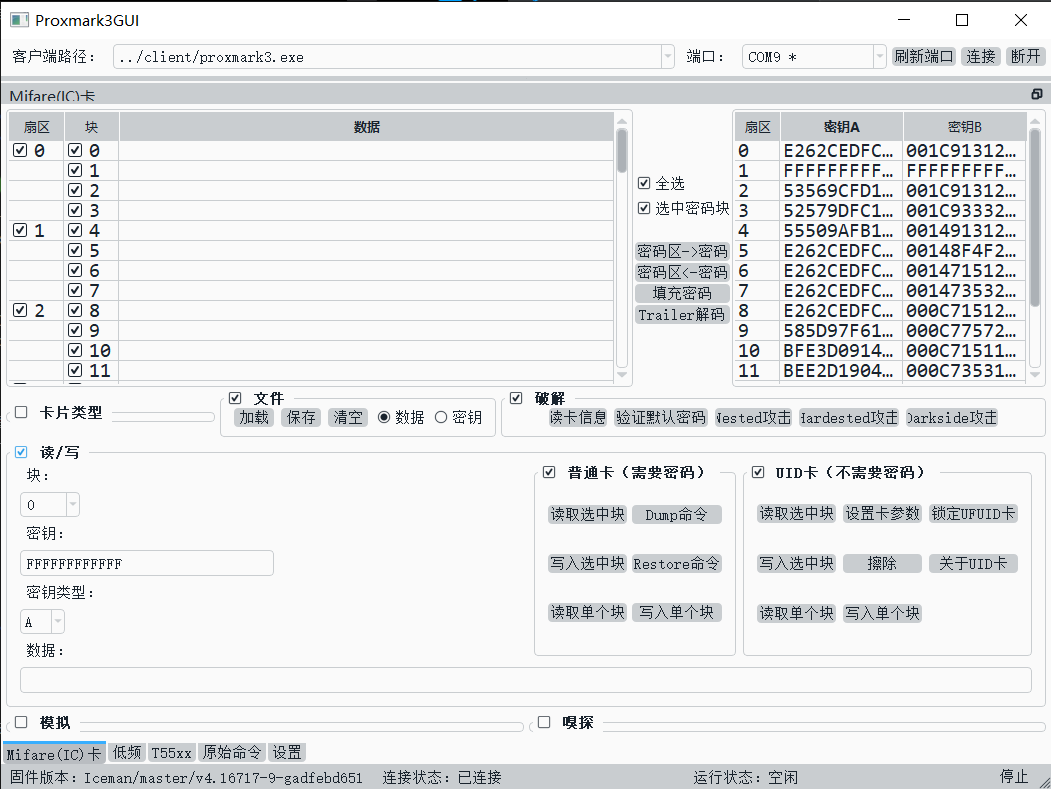 Proxmark3GUI
客户端路径： ../client/proxmark3.exe 端口： COM9 * 刷新端口 连接 断开
Mifare(IC)卡
扇区 块 数据
0 0
1
2
3
1 4
5
6
7
2 8
9
10
11
全选
选中密码块
密码区->密码
密码区<-密码
填充密码
Trailer解码
扇区 密钥A 密钥B
0 E262CEDFC... 001C91312...
1 FFFFFFFFF... FFFFFFFFF...
2 53569CFD1... 001C91312...
3 52579DFC1... 001C93332...
4 55509AFB1... 001491312...
5 E262CEDFC... 00148F4F2...
6 E262CEDFC... 001471512...
7 E262CEDFC... 001473532...
8 E262CEDFC... 000C71512...
9 585D97F61... 000C77572...
10 BFE3D0914... 000C71511...
11 BEE2D1904... 000C73531...
卡片类型
文件
加载 保存 清空 数据 密钥
破解
读卡信息 验证默认密码 Nested攻击 Hardested攻击 Darkside攻击
读/写
块：
0
密钥：
FFFFFFFFFFFF
密钥类型：
A
数据：
普通卡（需要密码）
读取选中块 Dump命令
写入选中块 Restore命令
读取单个块 写入单个块
UID卡（不需要密码）
读取选中块 设置卡参数 锁定UFUID卡
写入选中块 擦除 关于UID卡
读取单个块 写入单个块
模拟 嗅探
Mifare(IC)卡 低频 T55xx 原始命令 设置
固件版本：Iceman/master/v4.16717-9-gadfebd651 连接状态：已连接 运行状态：空闲 停止